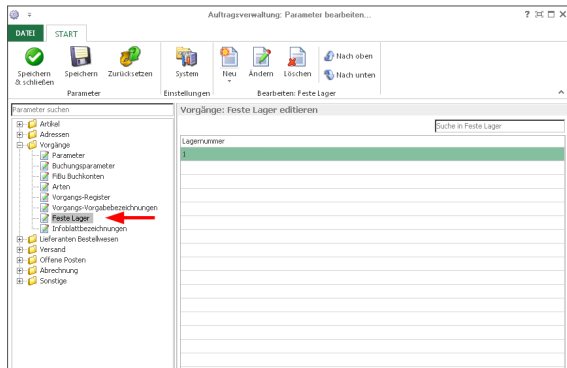 Auftragsverwaltung: Parameter bearbeiten...
DATEI START
Speichern & schließen
Speichern
Zurücksetzen
System
Neu
Ändern
Löschen
Nach oben
Nach unten
Parameter
Einstellungen
Bearbeiten: Feste Lager
Parameter suchen
Artikel
Adressen
Vorgänge
Parameter
Buchungsparameter
FiBu Buchkonten
Arten
Vorgangs-Register
Vorgangs-Vorgabebezeichnungen
Feste Lager
Infoblattbezeichnungen
Lieferanten Bestellwesen
Versand
Offene Posten
Abrechnung
Sonstige
Vorgänge: Feste Lager editieren
Suche in Feste Lager
Lagernummer
1